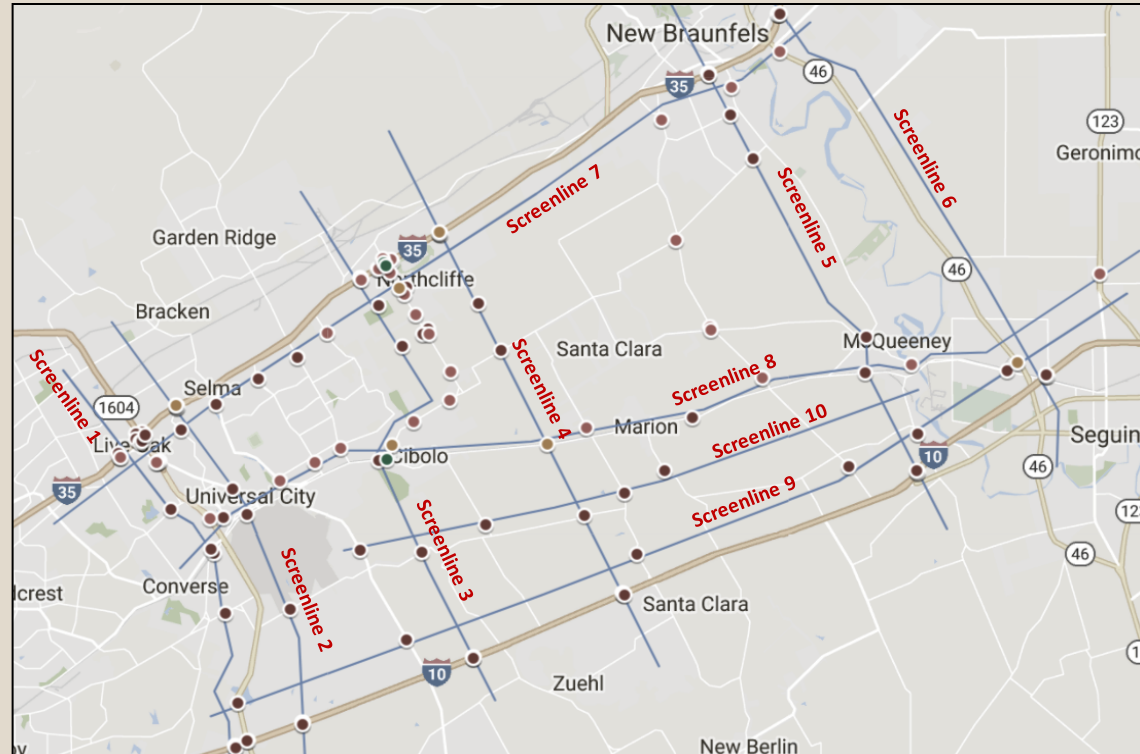 New Braunfels
35
46
Screenline 6
123
Geronimo
Screenline 7
Screenline 5
Garden Ridge
35
Northcliffe
46
Bracken
Screenline 1
1604
Selma
Screenline 4
Santa Clara
McQueeney
Screenline 8
Live Oak
Cibolo
Marion
Screenline 10
Seguin
35
Universal City
Screenline 9
10
46
Screenline 3
Screenline 2
46
Converse
Santa Clara
10
Zuehl
New Berlin